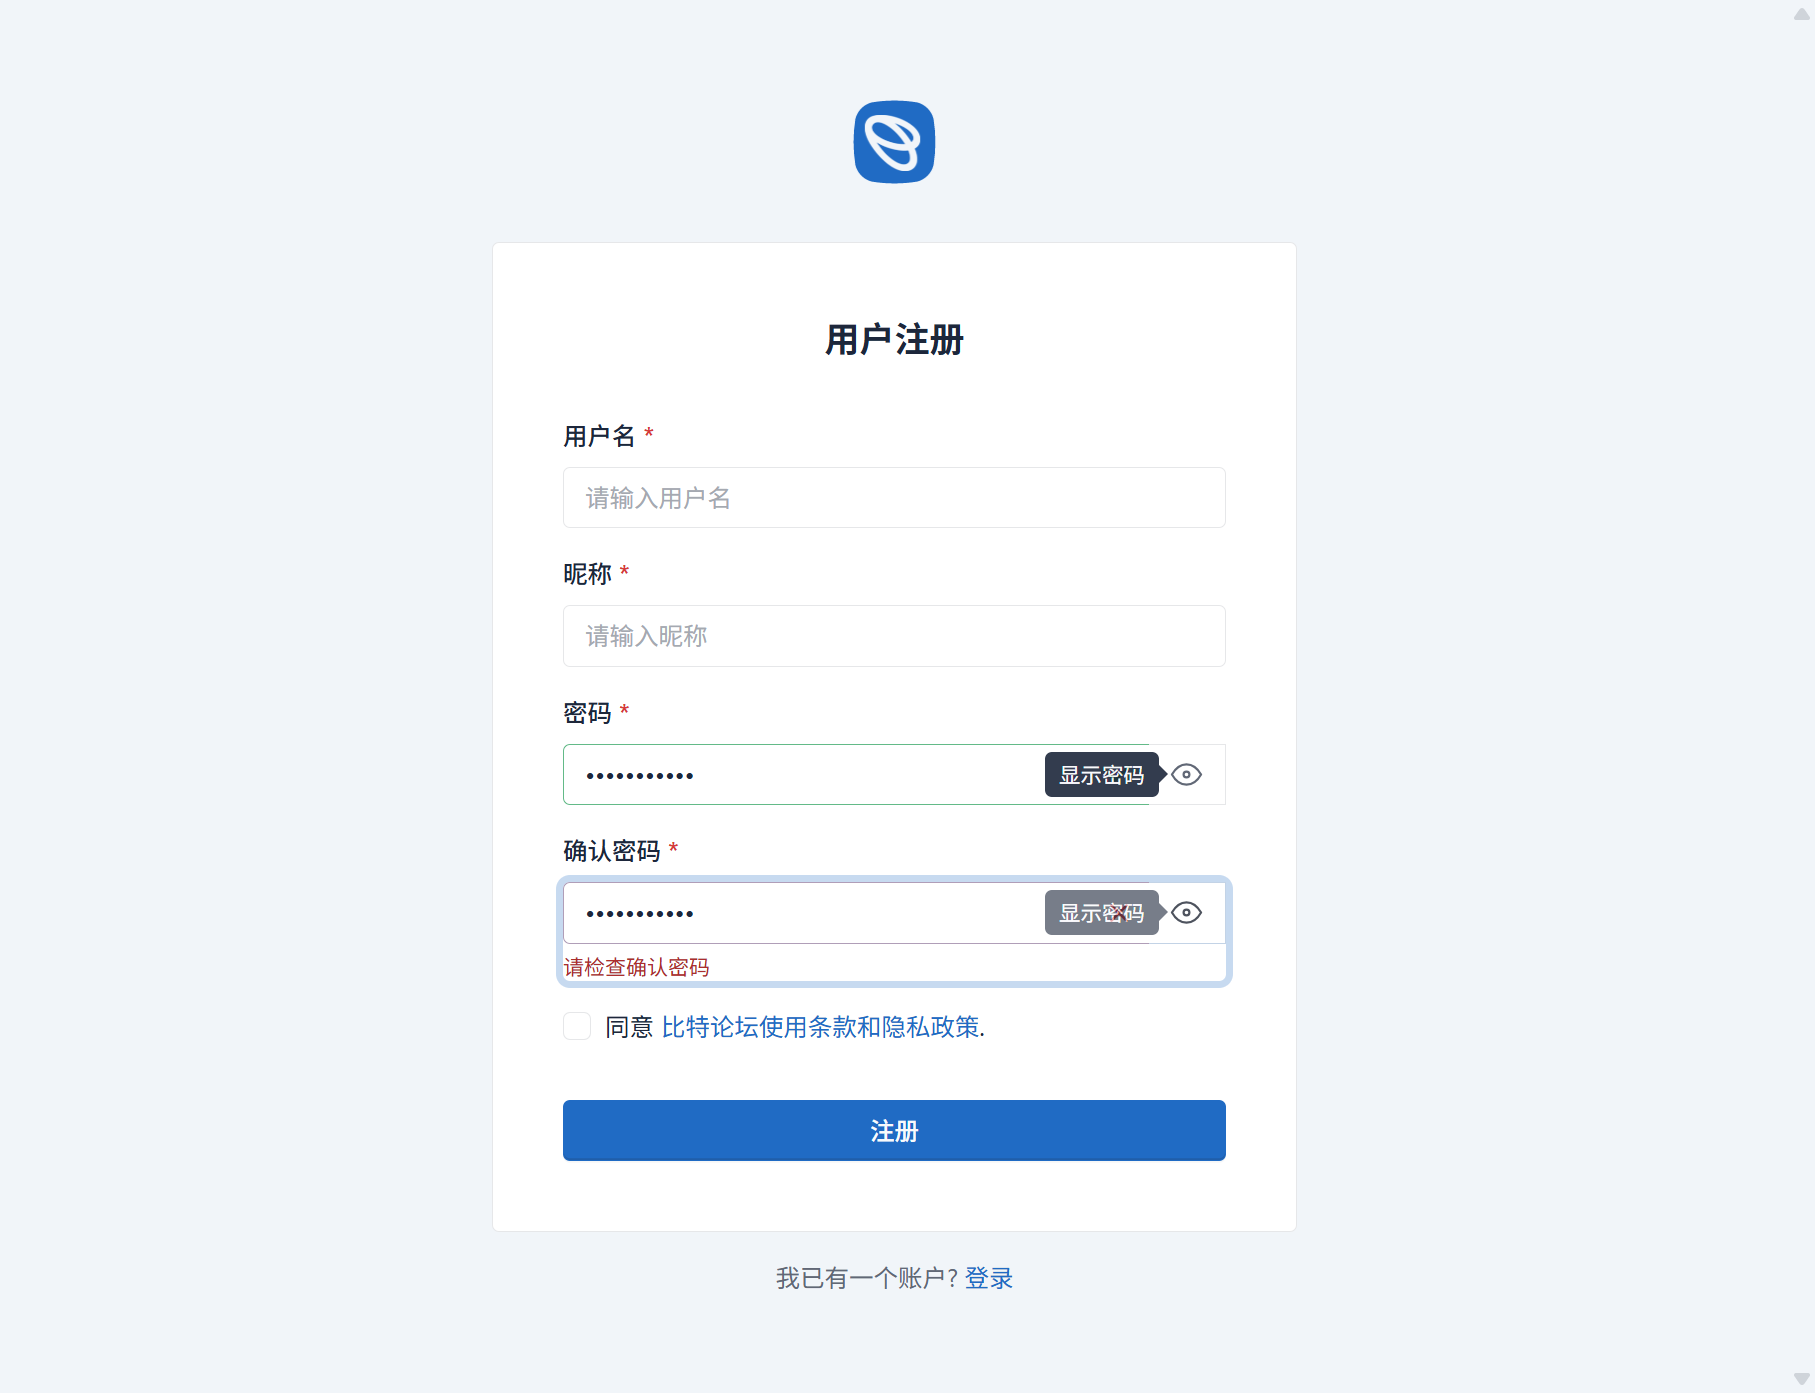 用户注册
用户名 *
请输入用户名
昵称 *
请输入昵称
密码 *
•••••••••••
显示密码
确认密码 *
•••••••••••
显示密码
请检查确认密码
同意 比特论坛使用条款和隐私政策.
注册
我已有一个账户? 登录